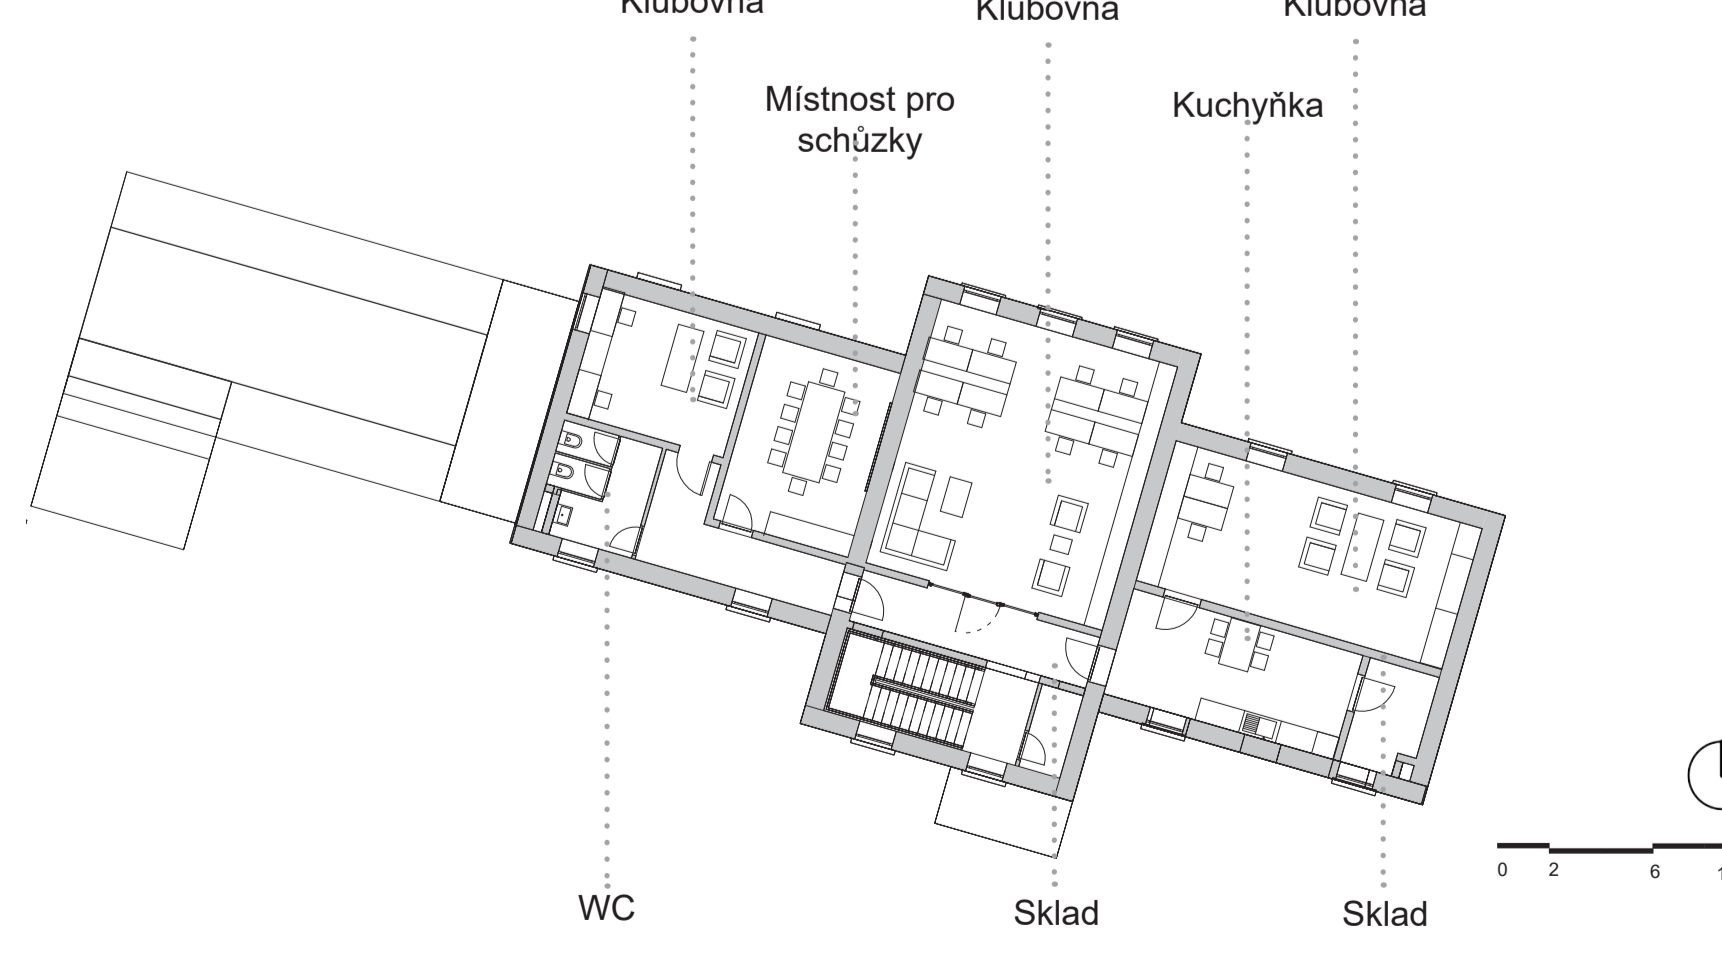 Klubovna
Klubovna
Klubovna
Místnost pro
schůzky
Kuchyňka
0 2 6
WC
Sklad
Sklad